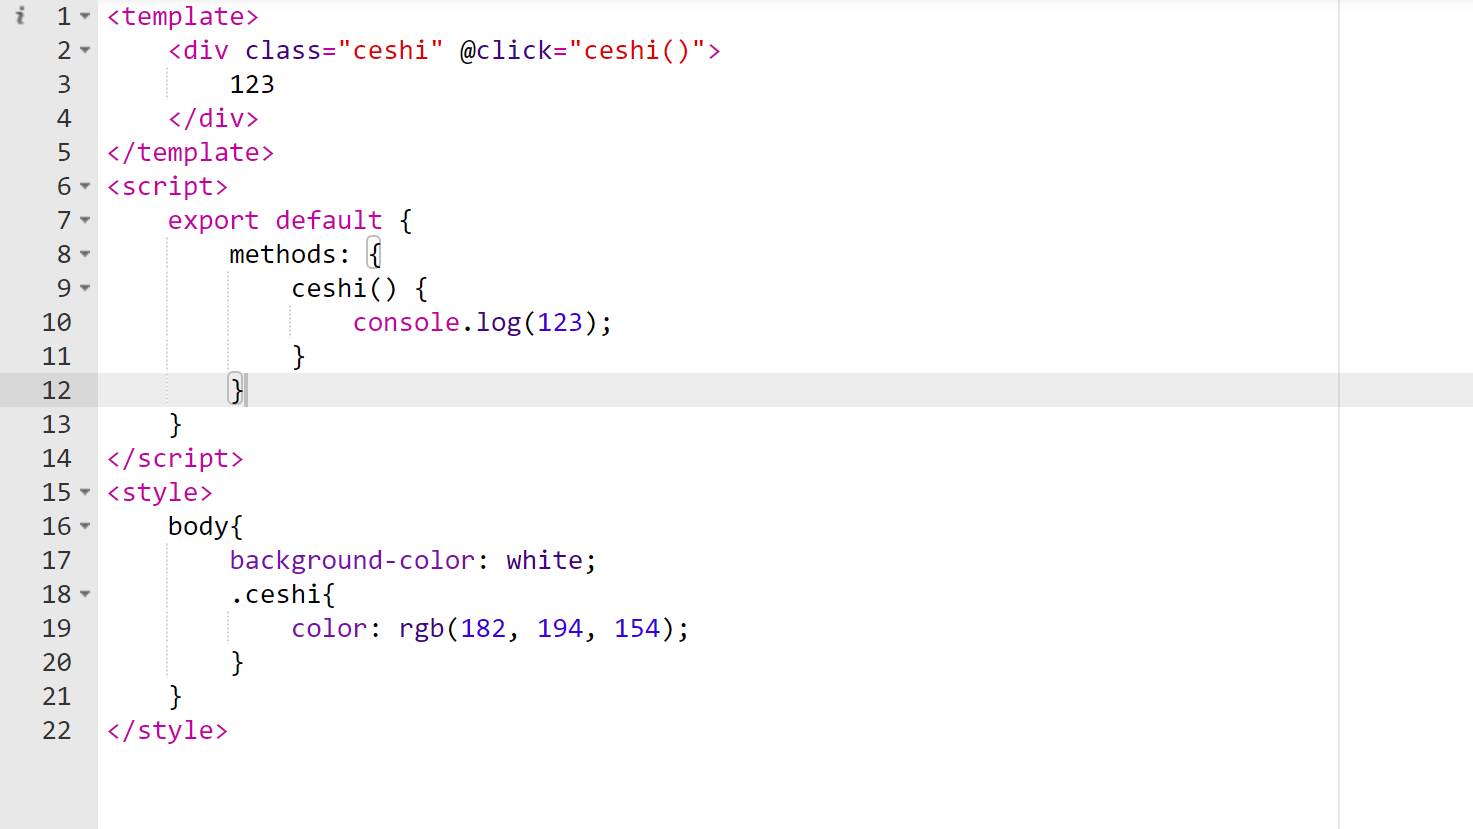 i 1 <template>
2     <div class="ceshi" @click="ceshi()">
3         123
4     </div>
5 </template>
6 <script>
7     export default {
8         methods: {
9             ceshi() {
10                 console.log(123);
11             }
12         }
13     }
14 </script>
15 <style>
16     body{
17         background-color: white;
18         .ceshi{
19             color: rgb(182, 194, 154);
20         }
21     }
22 </style>